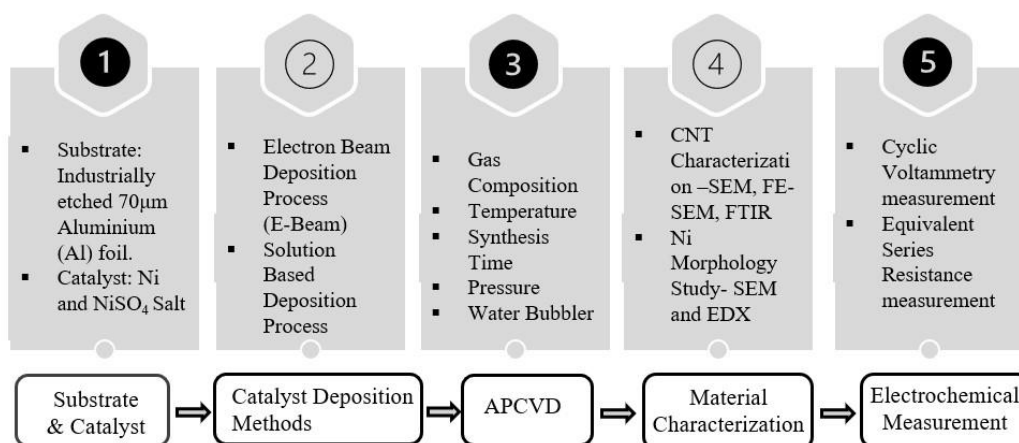 1
Substrate:
Industrially
etched 70μm
Aluminium
(Al) foil.
Catalyst: Ni
and NiSO₄ Salt
2
Electron Beam
Deposition
Process
(E-Beam)
Solution
Based
Deposition
Process
3
Gas
Composition
Temperature
Synthesis
Time
Pressure
Water Bubbler
4
CNT
Characterizati
on –SEM, FE-
SEM, FTIR
Ni
Morphology
Study- SEM
and EDX
5
Cyclic
Voltammetry
measurement
Equivalent
Series
Resistance
measurement
Substrate
& Catalyst
Catalyst Deposition
Methods
APCVD
Material
Characterization
Electrochemical
Measurement